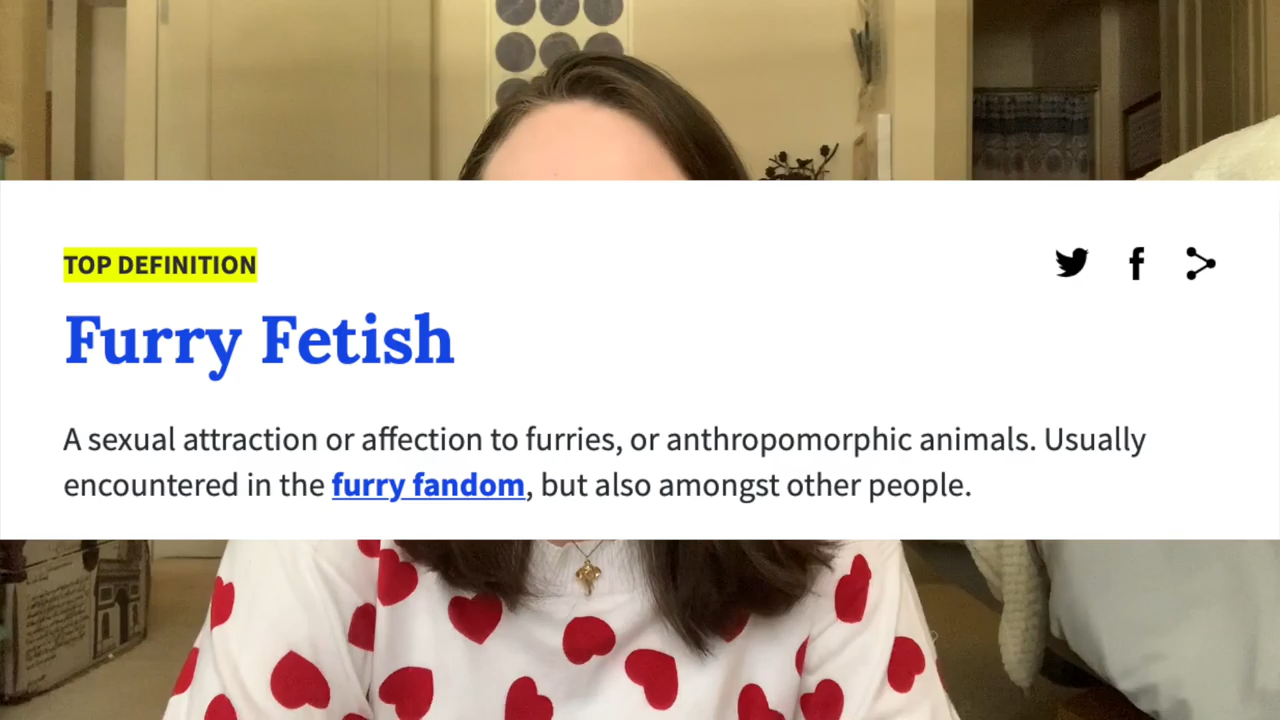 TOP DEFINITION
Furry Fetish
A sexual attraction or affection to furries, or anthropomorphic animals. Usually
encountered in the furry fandom, but also amongst other people.